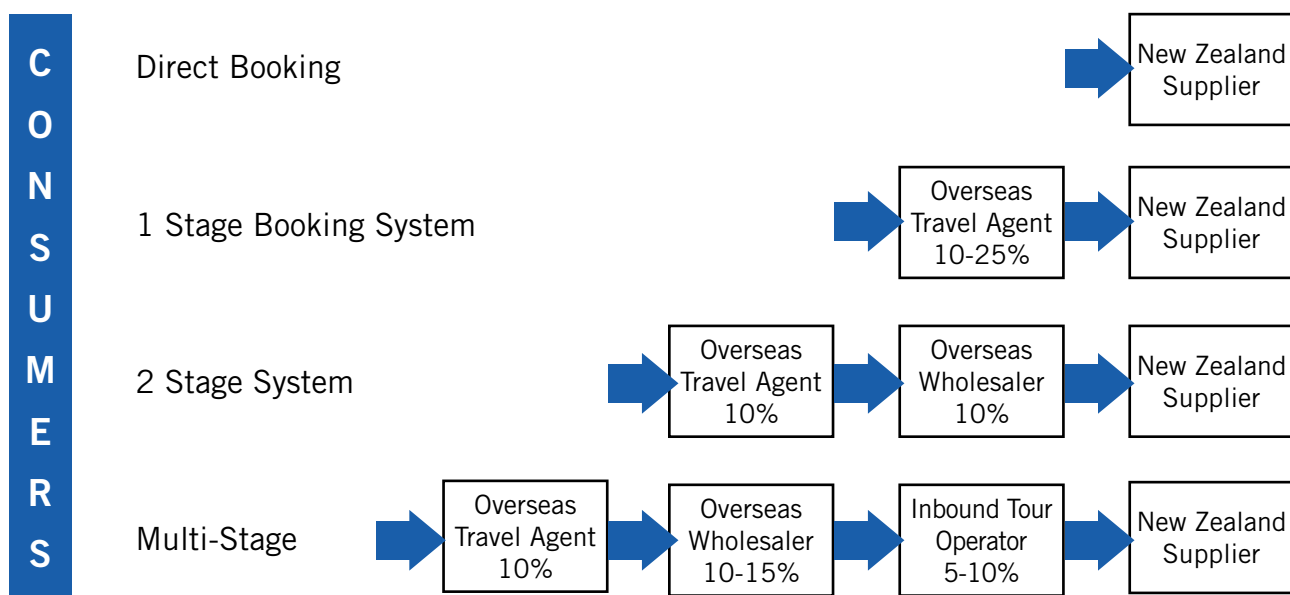 CONSUMERS
Direct Booking
New Zealand
Supplier
1 Stage Booking System
Overseas
Travel Agent
10-25%
New Zealand
Supplier
2 Stage System
Overseas
Travel Agent
10%
Overseas
Wholesaler
10%
New Zealand
Supplier
Multi-Stage
Overseas
Travel Agent
10%
Overseas
Wholesaler
10-15%
Inbound Tour
Operator
5-10%
New Zealand
Supplier